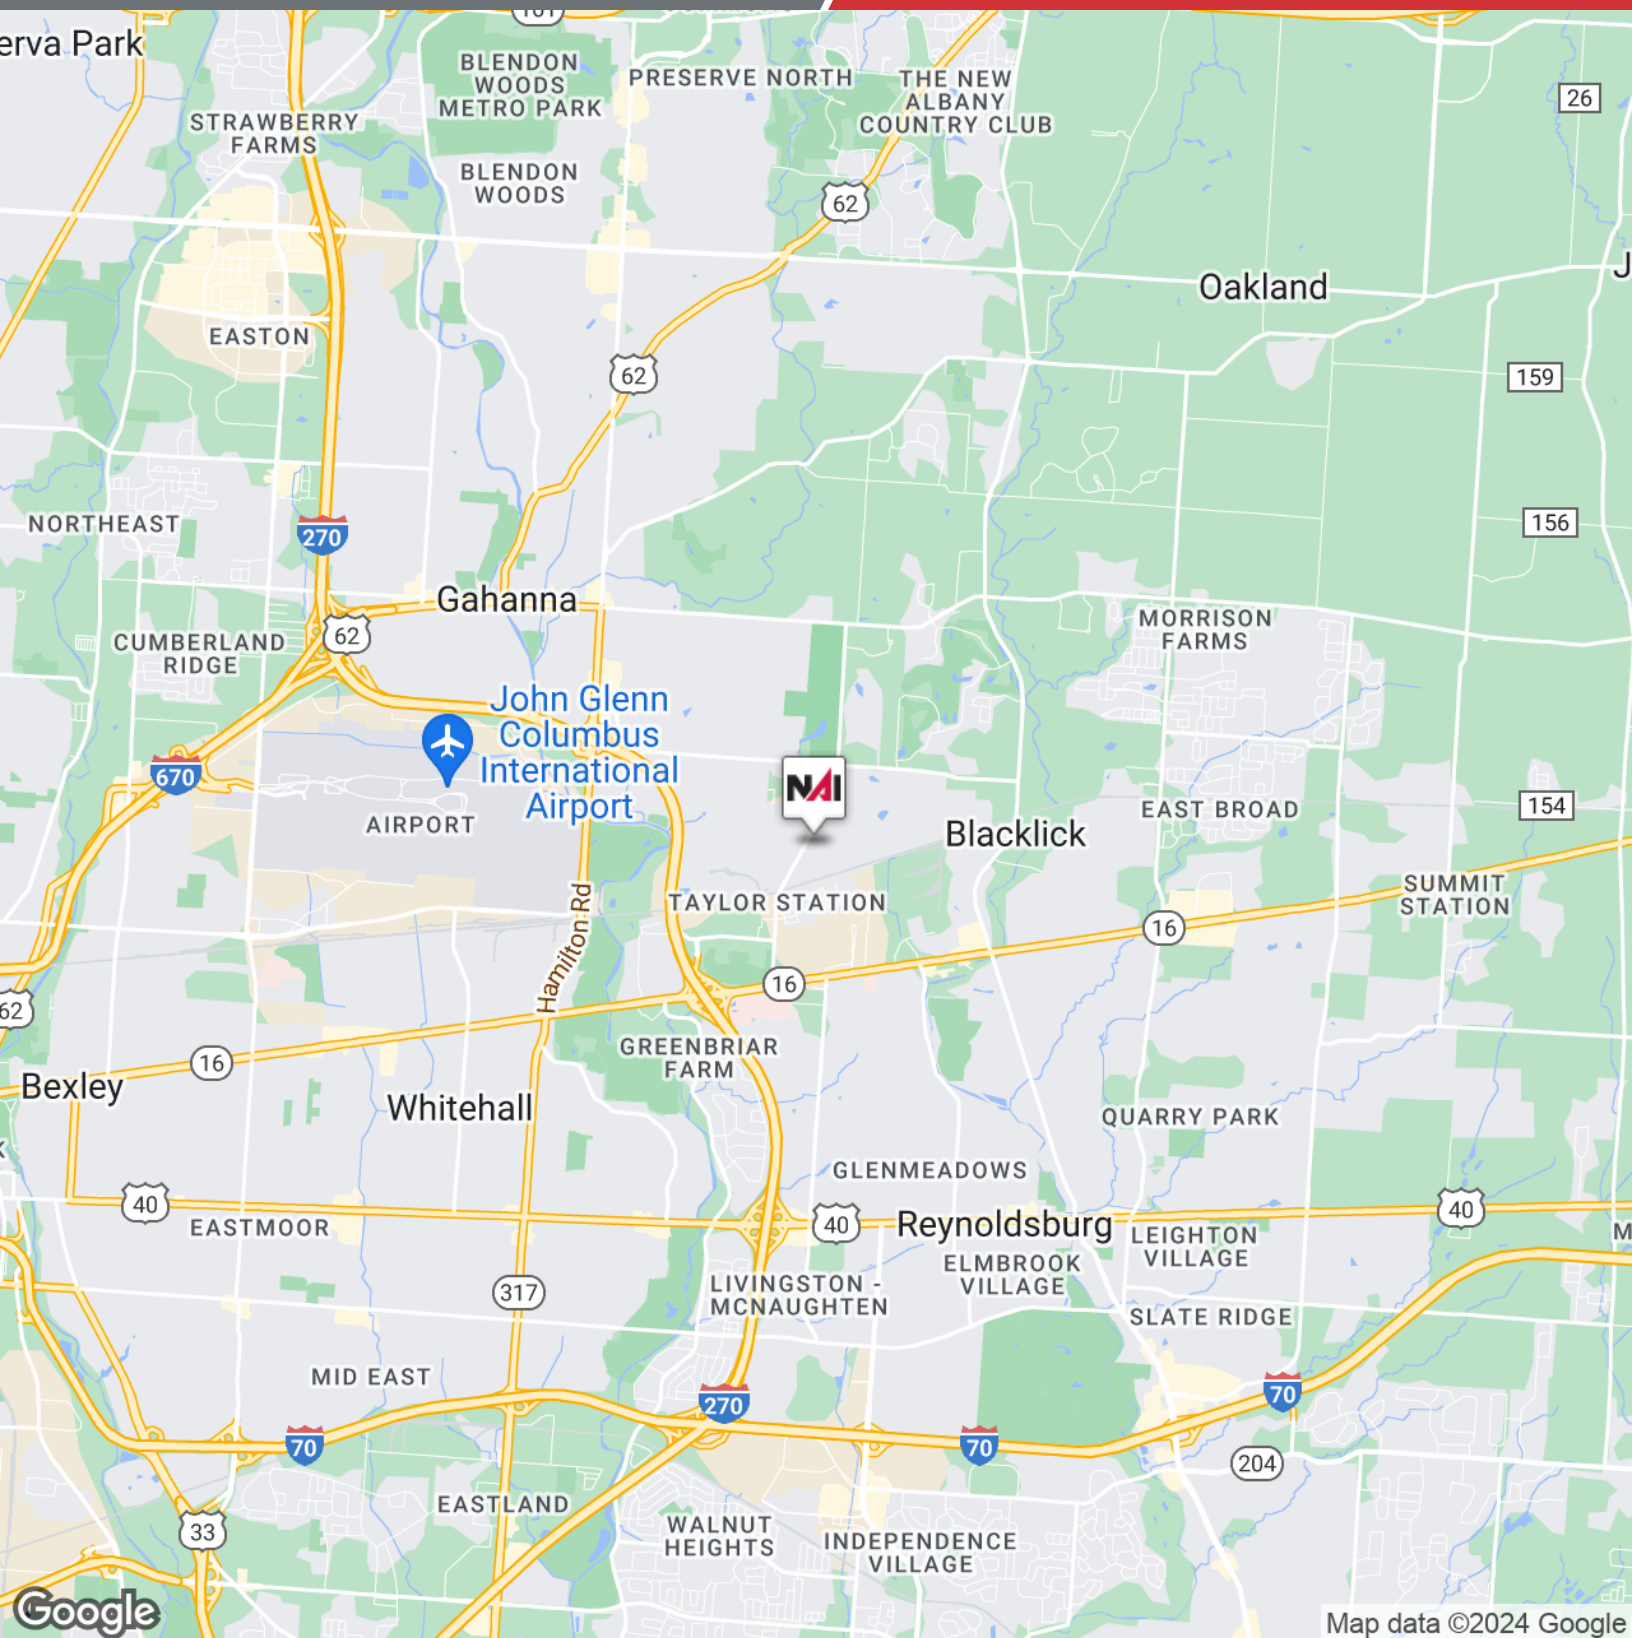 161
erva Park
BLENDON
WOODS
METRO PARK
PRESERVE NORTH
THE NEW
ALBANY
COUNTRY CLUB
26
STRAWBERRY
FARMS
BLENDON
WOODS
62
Oakland
J
EASTON
62
159
NORTHEAST
270
156
Gahanna
62
CUMBERLAND
RIDGE
MORRISON
FARMS
John Glenn
Columbus
International
Airport
670
NAI
AIRPORT
Blacklick
EAST BROAD
154
Hamilton Rd
TAYLOR STATION
SUMMIT
STATION
16
16
62
GREENBRIAR
FARM
16
Bexley
Whitehall
QUARRY PARK
GLENMEADOWS
40
EASTMOOR
40
Reynoldsburg
40
LEIGHTON
VILLAGE
M
ELMBROOK
VILLAGE
317
LIVINGSTON -
MCNAUGHTEN
SLATE RIDGE
MID EAST
270
70
70
70
204
EASTLAND
33
WALNUT
HEIGHTS
INDEPENDENCE
VILLAGE
Google
Map data ©2024 Google